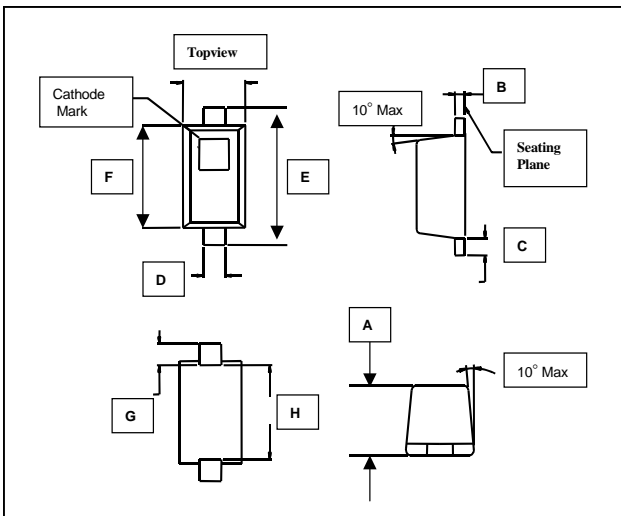 Topview
B
Cathode
Mark
10° Max
Seating
Plane
F
E
C
D
A
10° Max
G
H